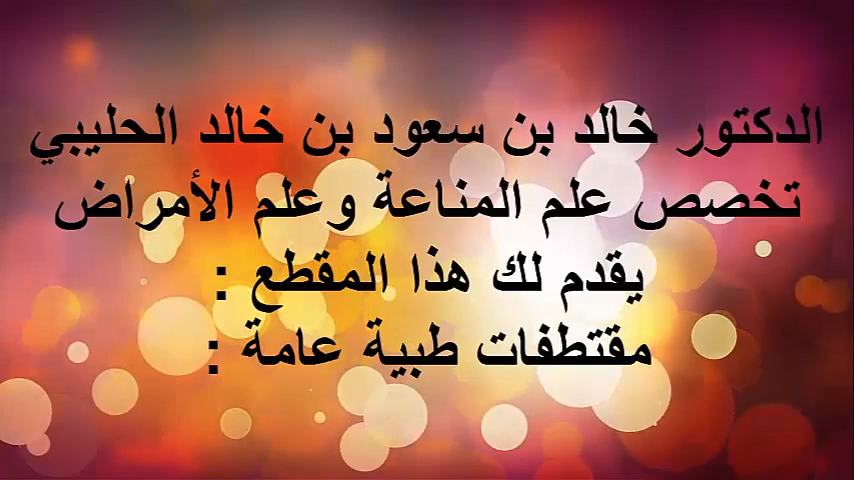 الدكتور خالد بن سعود بن خالد الحليبي
تخصص علم المناعة وعلم الأمراض
يقدم لك هذا المقطع :
مقتطفات طبية عامة :